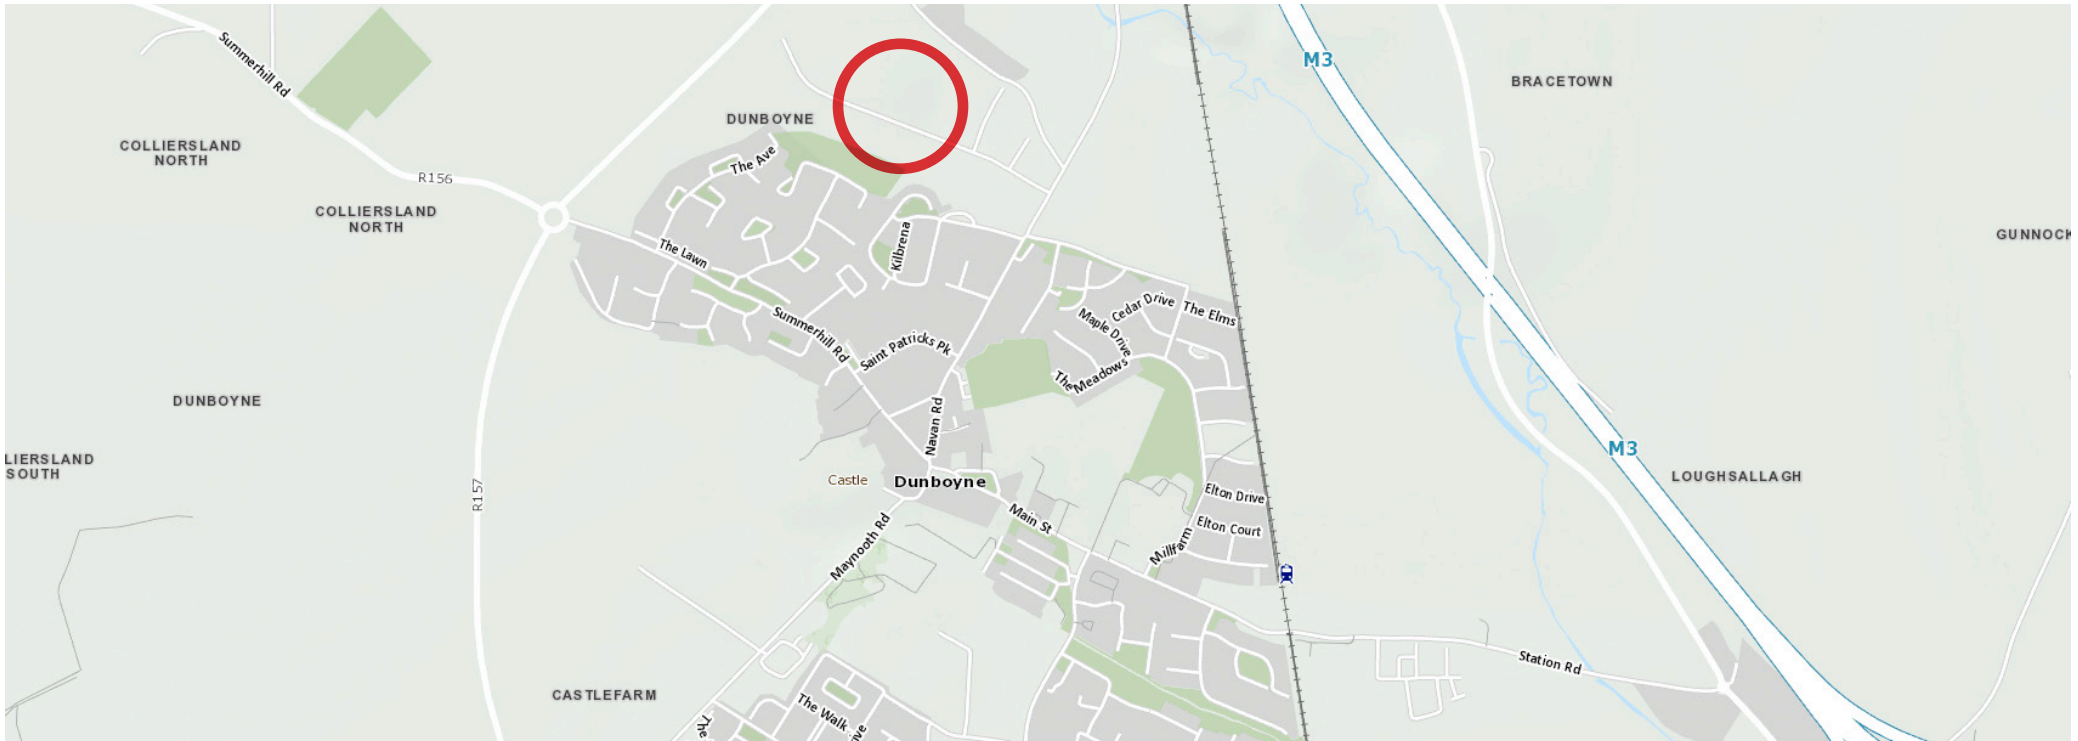 Summerhill Rd
M3
BRACETOWN
DUNBOYNE
COLLIERSLAND
NORTH
The Ave
R156
COLLIERSLAND
NORTH
GUNNOCK
Kilbrena
The Lawn
Cedar Drive
The Elms
Maple Drive
Summerhill Rd
Saint Patricks Pk
The Meadows
DUNBOYNE
Navan Rd
M3
LIERSLAND
SOUTH
Castle
Dunboyne
LOUGHSALLAGH
R157
Elton Drive
Main St
Elton Court
Maynooth Rd
Millfarm
Station Rd
CASTLEFARM
The Walk
The
ive